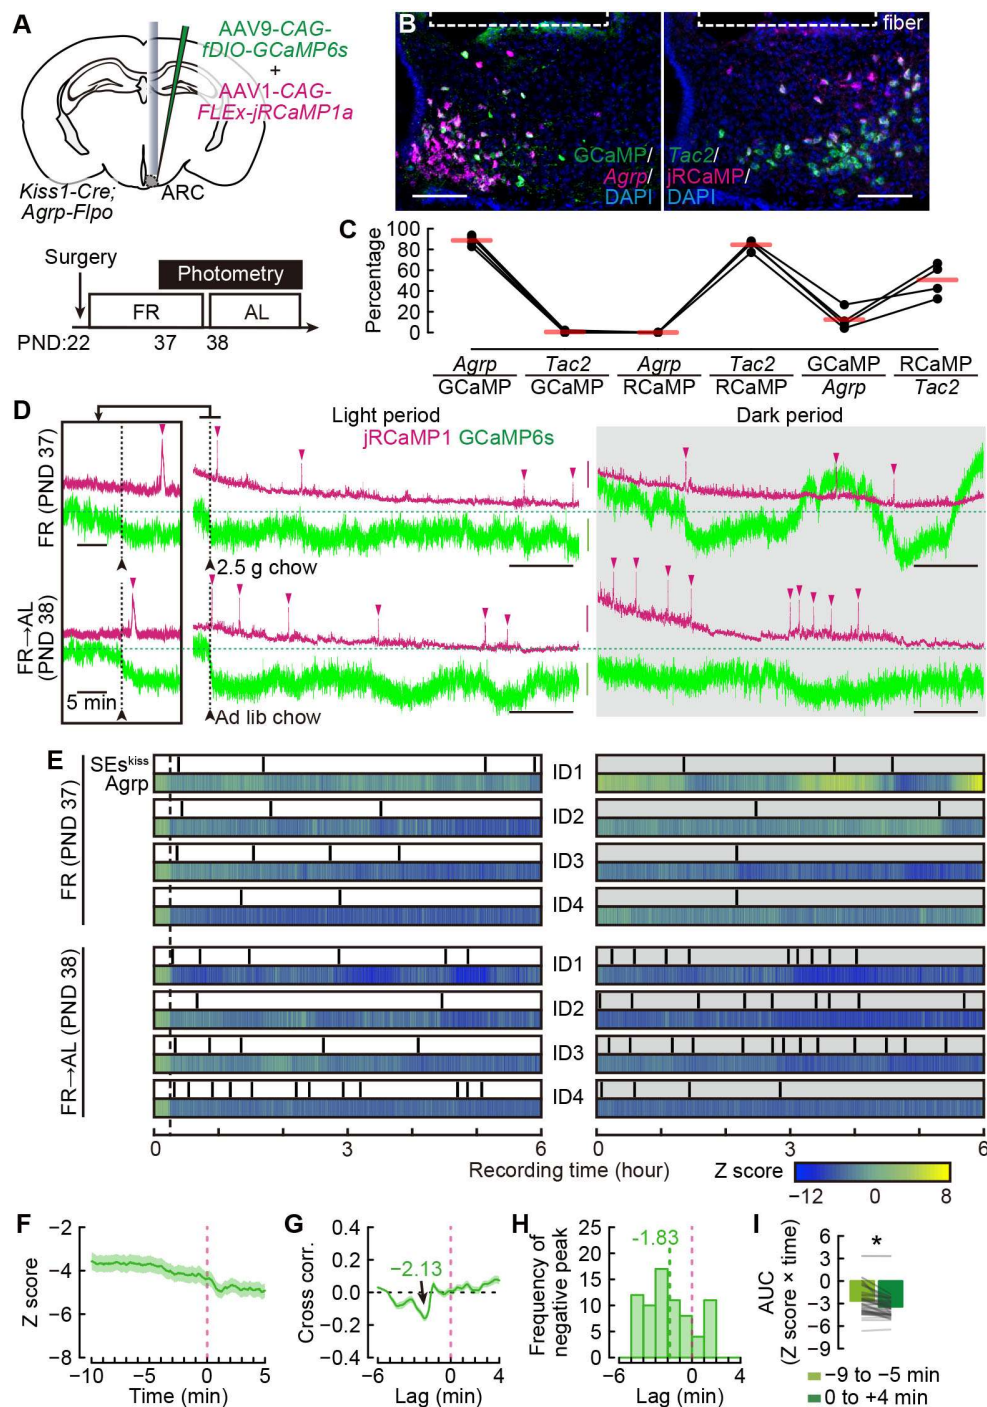 A
AAV9-CAG-
fDIO-GCaMP6s
+
AAV1-CAG-
FLEx-jRCaMP1a
Kiss1-Cre;
Agrp-Flpo
ARC
Surgery
Photometry
FR
AL
PND:22
37
38
B
fiber
GCaMP/
Agrp/
DAPI
Tac2/
jRCaMP/
DAPI
C
Percentage
100
80
60
40
20
0
Agrp
GCaMP
Tac2
GCaMP
Agrp
RCaMP
Tac2
RCaMP
GCaMP
Agrp
RCaMP
Tac2
D
Light period
Dark period
jRCaMP1 GCaMP6s
FR (PND 37)
2.5 g chow
FR→AL
(PND 38)
5 min
Ad lib chow
E
SEskiss
Agrp
FR (PND 37)
ID1
ID2
ID3
ID4
FR→AL (PND 38)
ID1
ID2
ID3
ID4
0 3 6
0 3 6
Recording time (hour)
Z score
−12 0 8
F
Z score
−2
−4
−6
−8
−10 −5 0 5
Time (min)
G
Cross corr.
0.4
0.2
0.0
−0.2
−0.4
−2.13
−6 0 4
Lag (min)
H
Frequency of
negative peak
25
20
15
10
5
0
-1.83
−6 0 4
Lag (min)
I
*
AUC
(Z score × time)
6
3
0
−3
−6
−9
−9 to −5 min
0 to +4 min